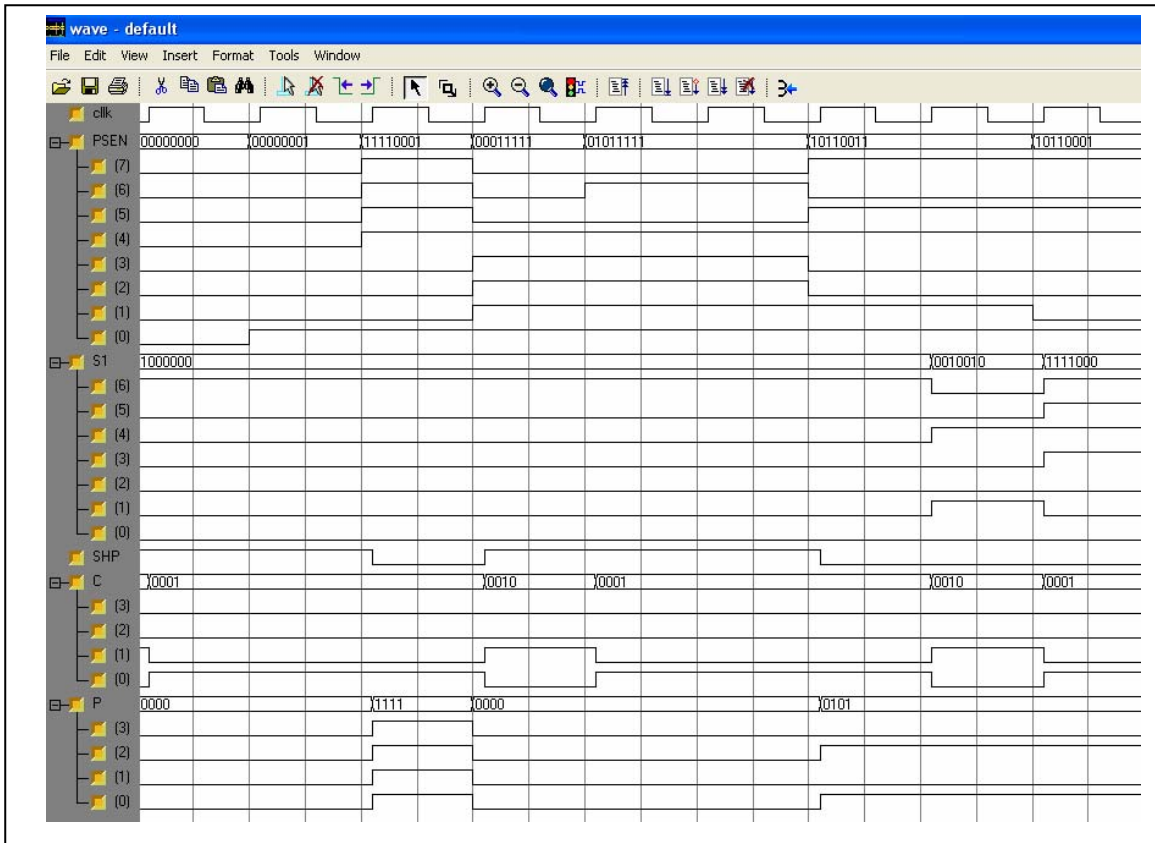 wave - default
File Edit View Insert Format Tools Window
cllk
PSEN 00000000 00000001 11110001 00011111 01011111 10110011 10110001
(7)
(6)
(5)
(4)
(3)
(2)
(1)
(0)
S1 1000000 0010010 1111000
(6)
(5)
(4)
(3)
(2)
(1)
(0)
SHP
C 0001 0010 0001 0010 0001
(3)
(2)
(1)
(0)
P 0000 1111 0000 0101
(3)
(2)
(1)
(0)